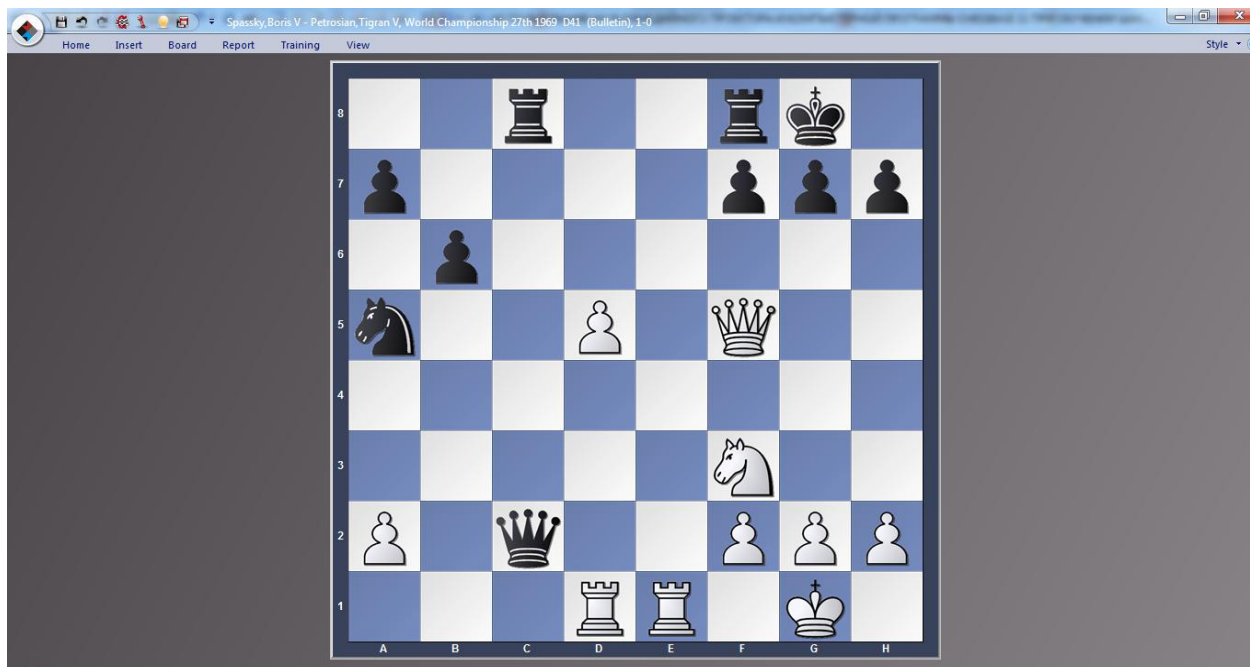 Spassky,Boris V - Petrosian,Tigran V, World Championship 27th 1969 D41 (Bulletin), 1-0
Home Insert Board Report Training View Style
8
7
6
5
4
3
2
1
A B C D E F G H